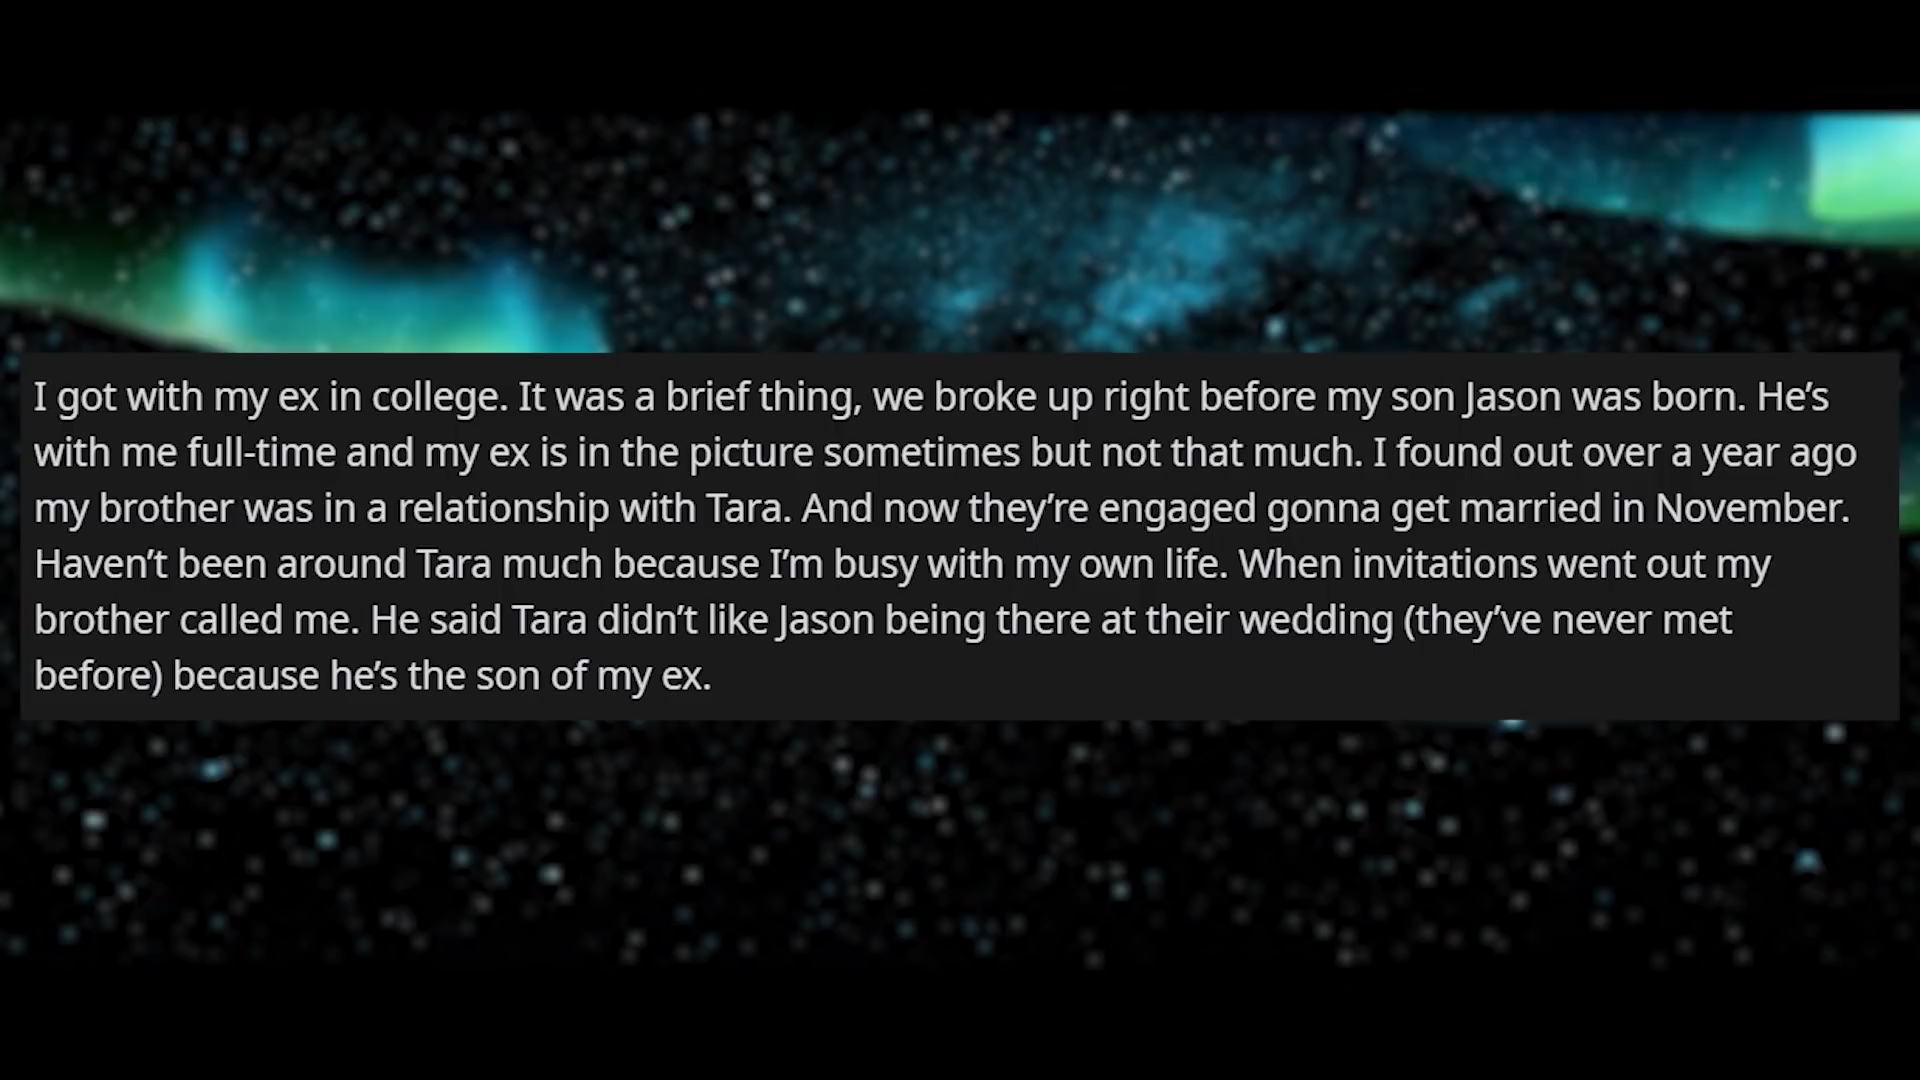 I got with my ex in college. It was a brief thing, we broke up right before my son Jason was born. He’s
with me full-time and my ex is in the picture sometimes but not that much. I found out over a year ago
my brother was in a relationship with Tara. And now they’re engaged gonna get married in November.
Haven’t been around Tara much because I’m busy with my own life. When invitations went out my
brother called me. He said Tara didn’t like Jason being there at their wedding (they’ve never met
before) because he’s the son of my ex.